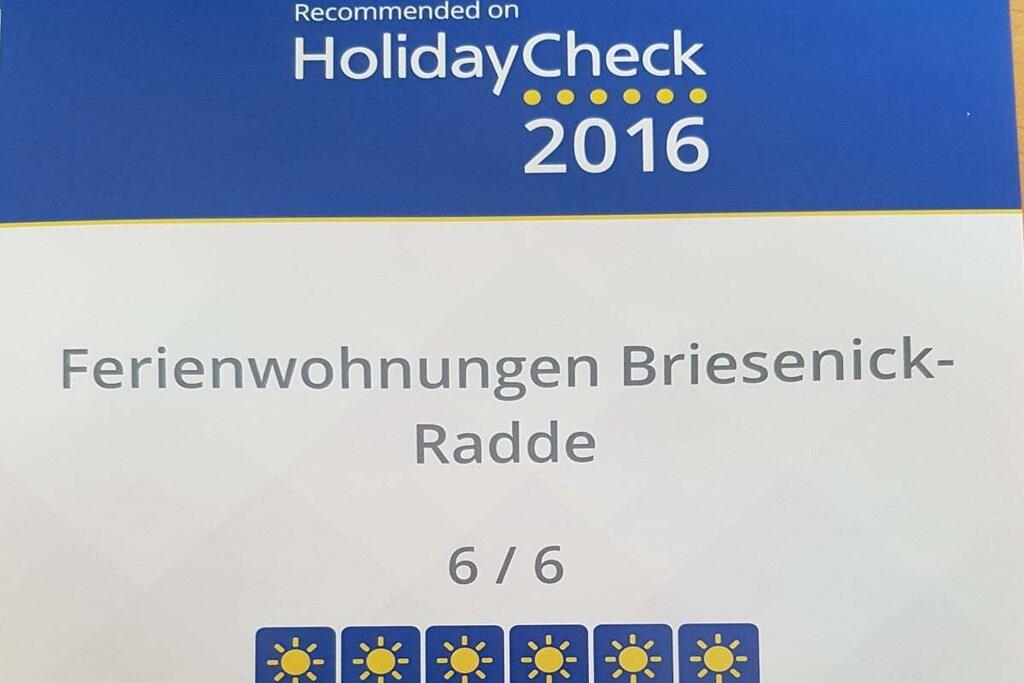 Recommended on
HolidayCheck
2016
Ferienwohnungen Briesenick-
Radde
6 / 6